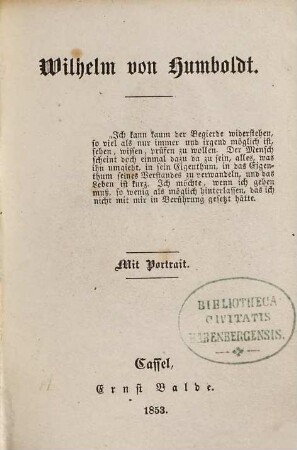 Wilhelm von Humboldt.
„Ich kann kaum der Begierde widerstehen,
so viel als nur immer und irgend möglich ist,
sehen, wissen, prüfen zu wollen. Der Mensch
scheint doch einmal dazu da zu sein, alles, was
ihn umgiebt, in sein Eigenthum, in das Eigen-
thum seines Verstandes zu verwandeln, und das
Leben ist kurz. Ich möchte, wenn ich gehen
muß, so wenig als möglich hinterlassen, das ich
nicht mit mir in Berührung gesetzt hätte.
Mit Portrait.
BIBLIOTHECA
CIVITATIS
BABENBERGENSIS.
Cassel,
Ernst Balde.
1853.